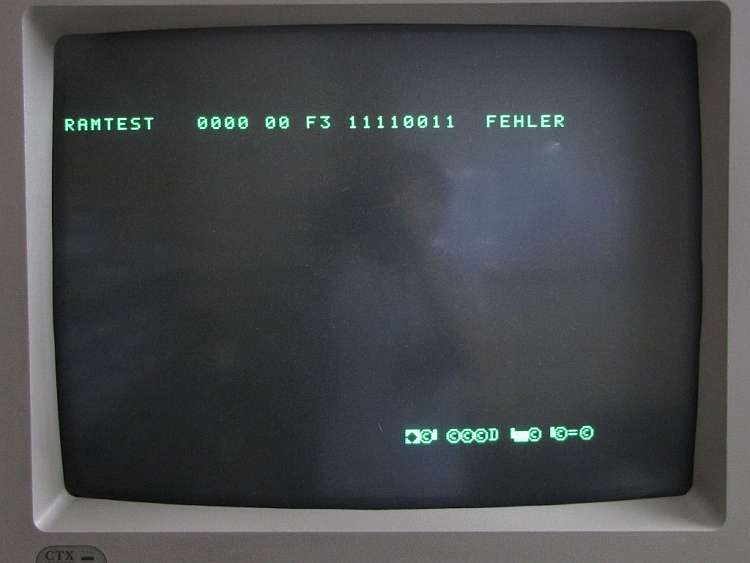 RAMTEST 0000 00 F3 11110011 FEHLER
©©©D © ©=©
CTX